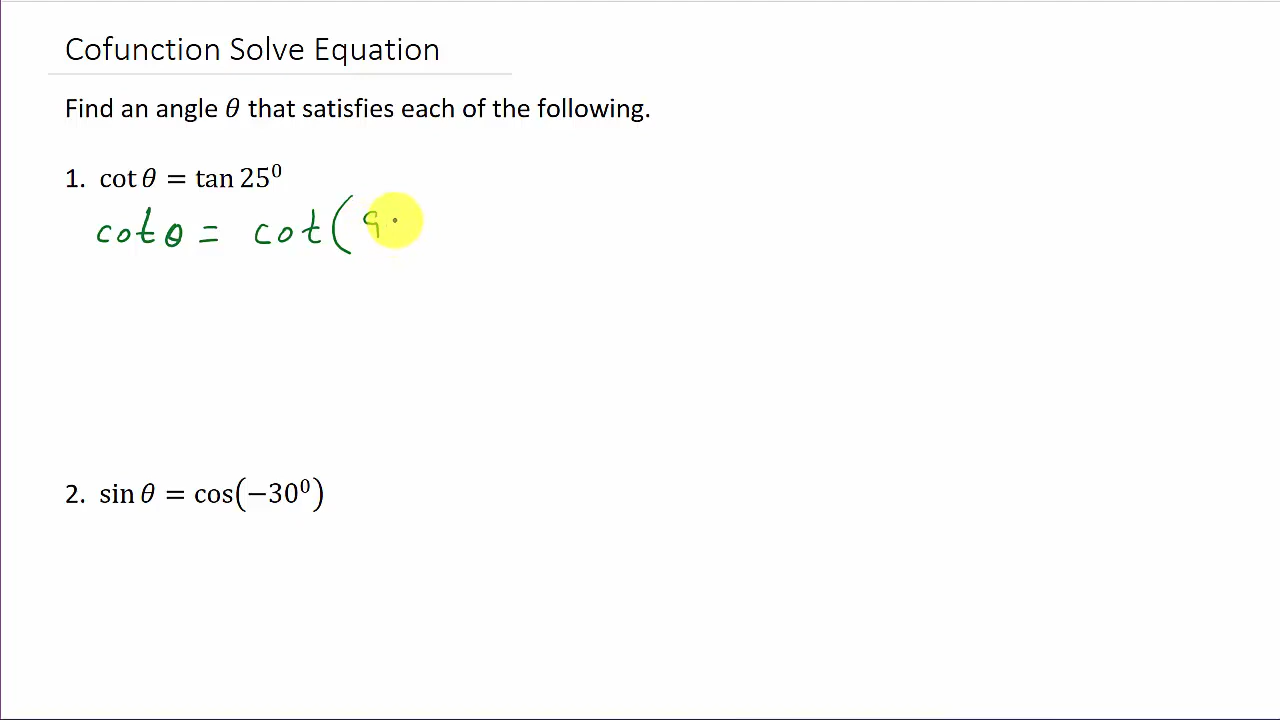 Cofunction Solve Equation
Find an angle θ that satisfies each of the following.
1. cot θ = tan 25⁰
cot θ = cot( 9
2. sin θ = cos(−30⁰)